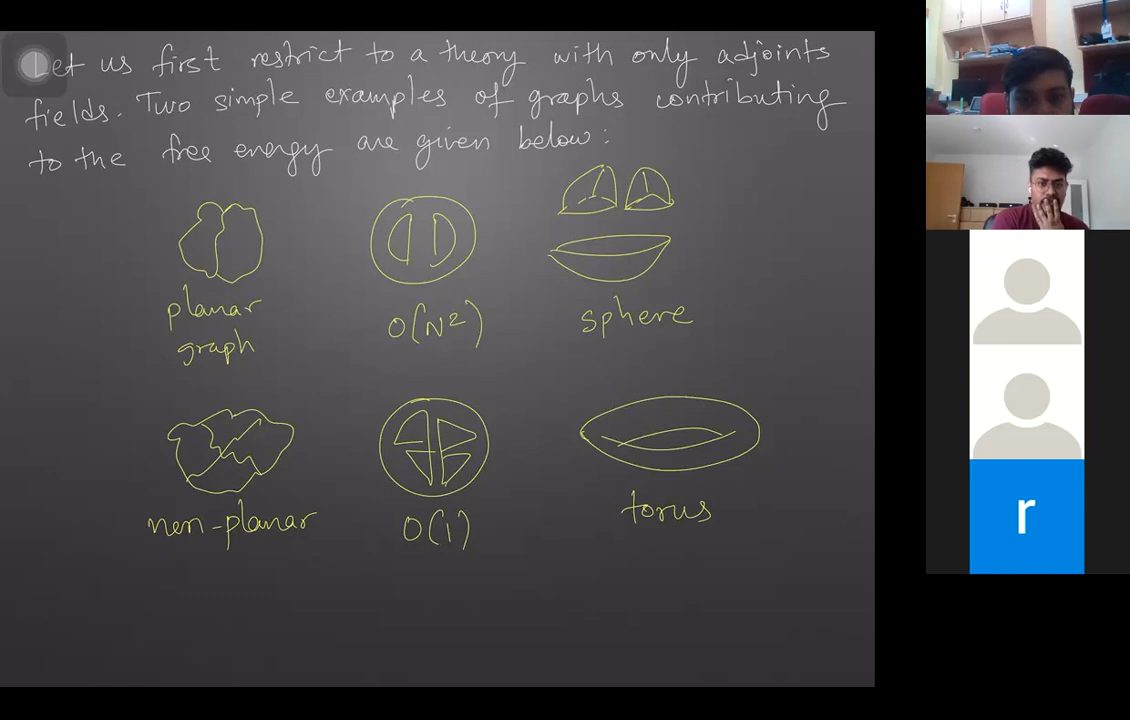 Let us first restrict to a theory with only adjoints
fields. Two simple examples of graphs contributing
to the free energy are given below:
planar
graph
O(N²)
sphere
non-planar
O(1)
torus
r